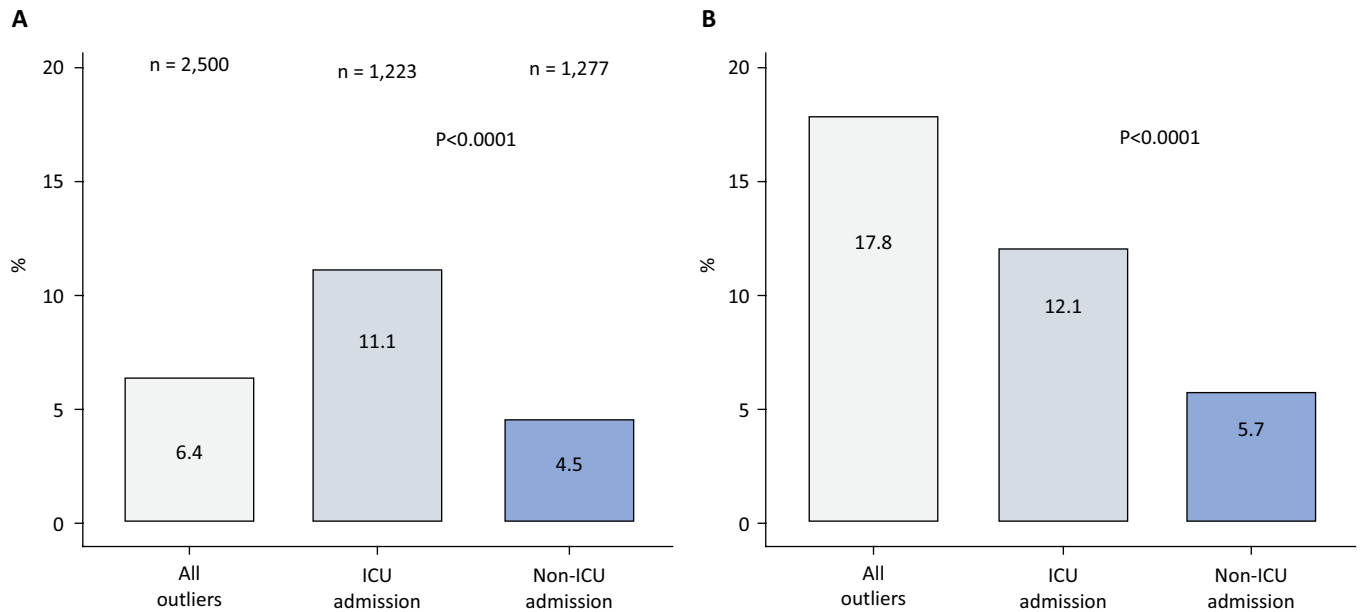 A
%
20
15
10
5
0
n = 2,500
n = 1,223
n = 1,277
P<0.0001
6.4
11.1
4.5
All
outliers
ICU
admission
Non-ICU
admission
B
%
20
15
10
5
0
P<0.0001
17.8
12.1
5.7
All
outliers
ICU
admission
Non-ICU
admission